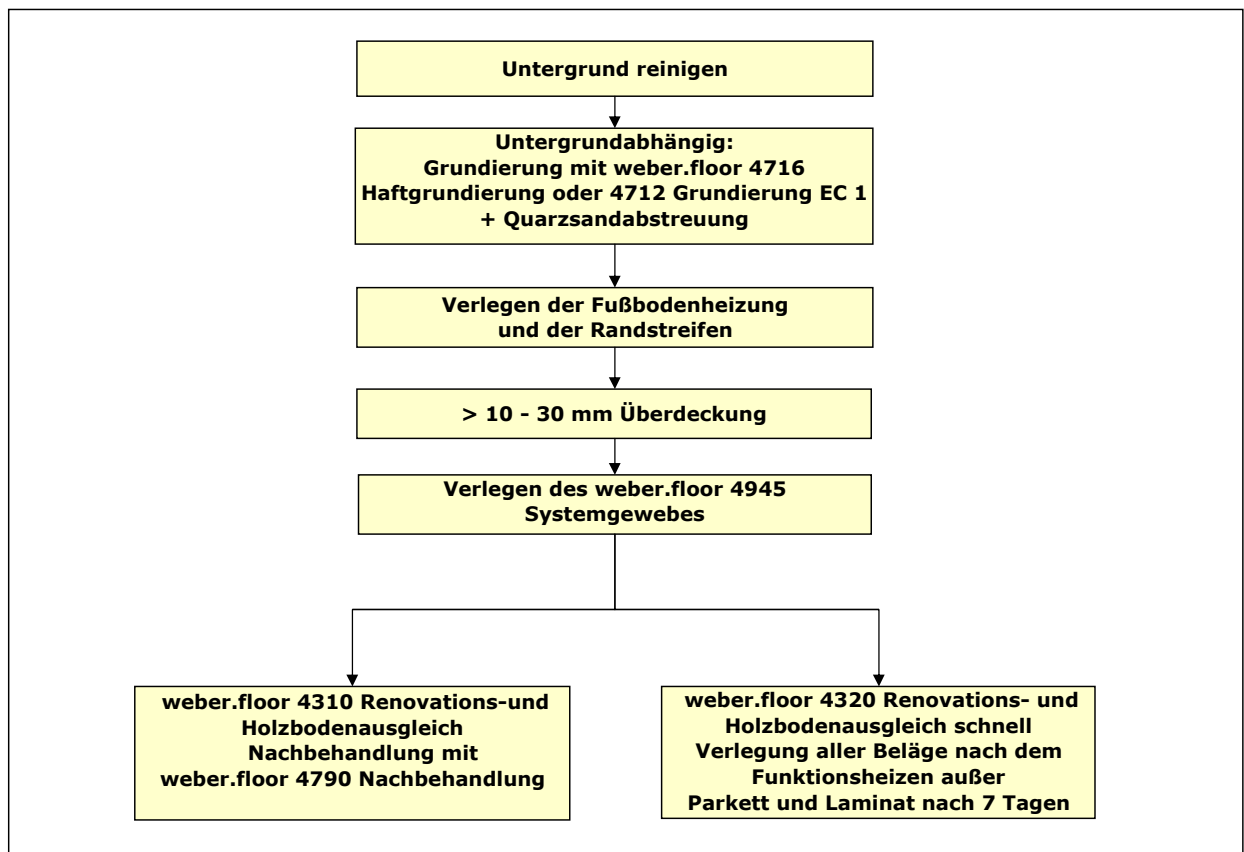 Untergrund reinigen
Untergrundabhängig:
Grundierung mit weber.floor 4716
Haftgrundierung oder 4712 Grundierung EC 1
+ Quarzsandabstreuung
Verlegen der Fußbodenheizung
und der Randstreifen
> 10 - 30 mm Überdeckung
Verlegen des weber.floor 4945
Systemgewebes
weber.floor 4310 Renovations-und
Holzbodenausgleich
Nachbehandlung mit
weber.floor 4790 Nachbehandlung
weber.floor 4320 Renovations- und
Holzbodenausgleich schnell
Verlegung aller Beläge nach dem
Funktionsheizen außer
Parkett und Laminat nach 7 Tagen